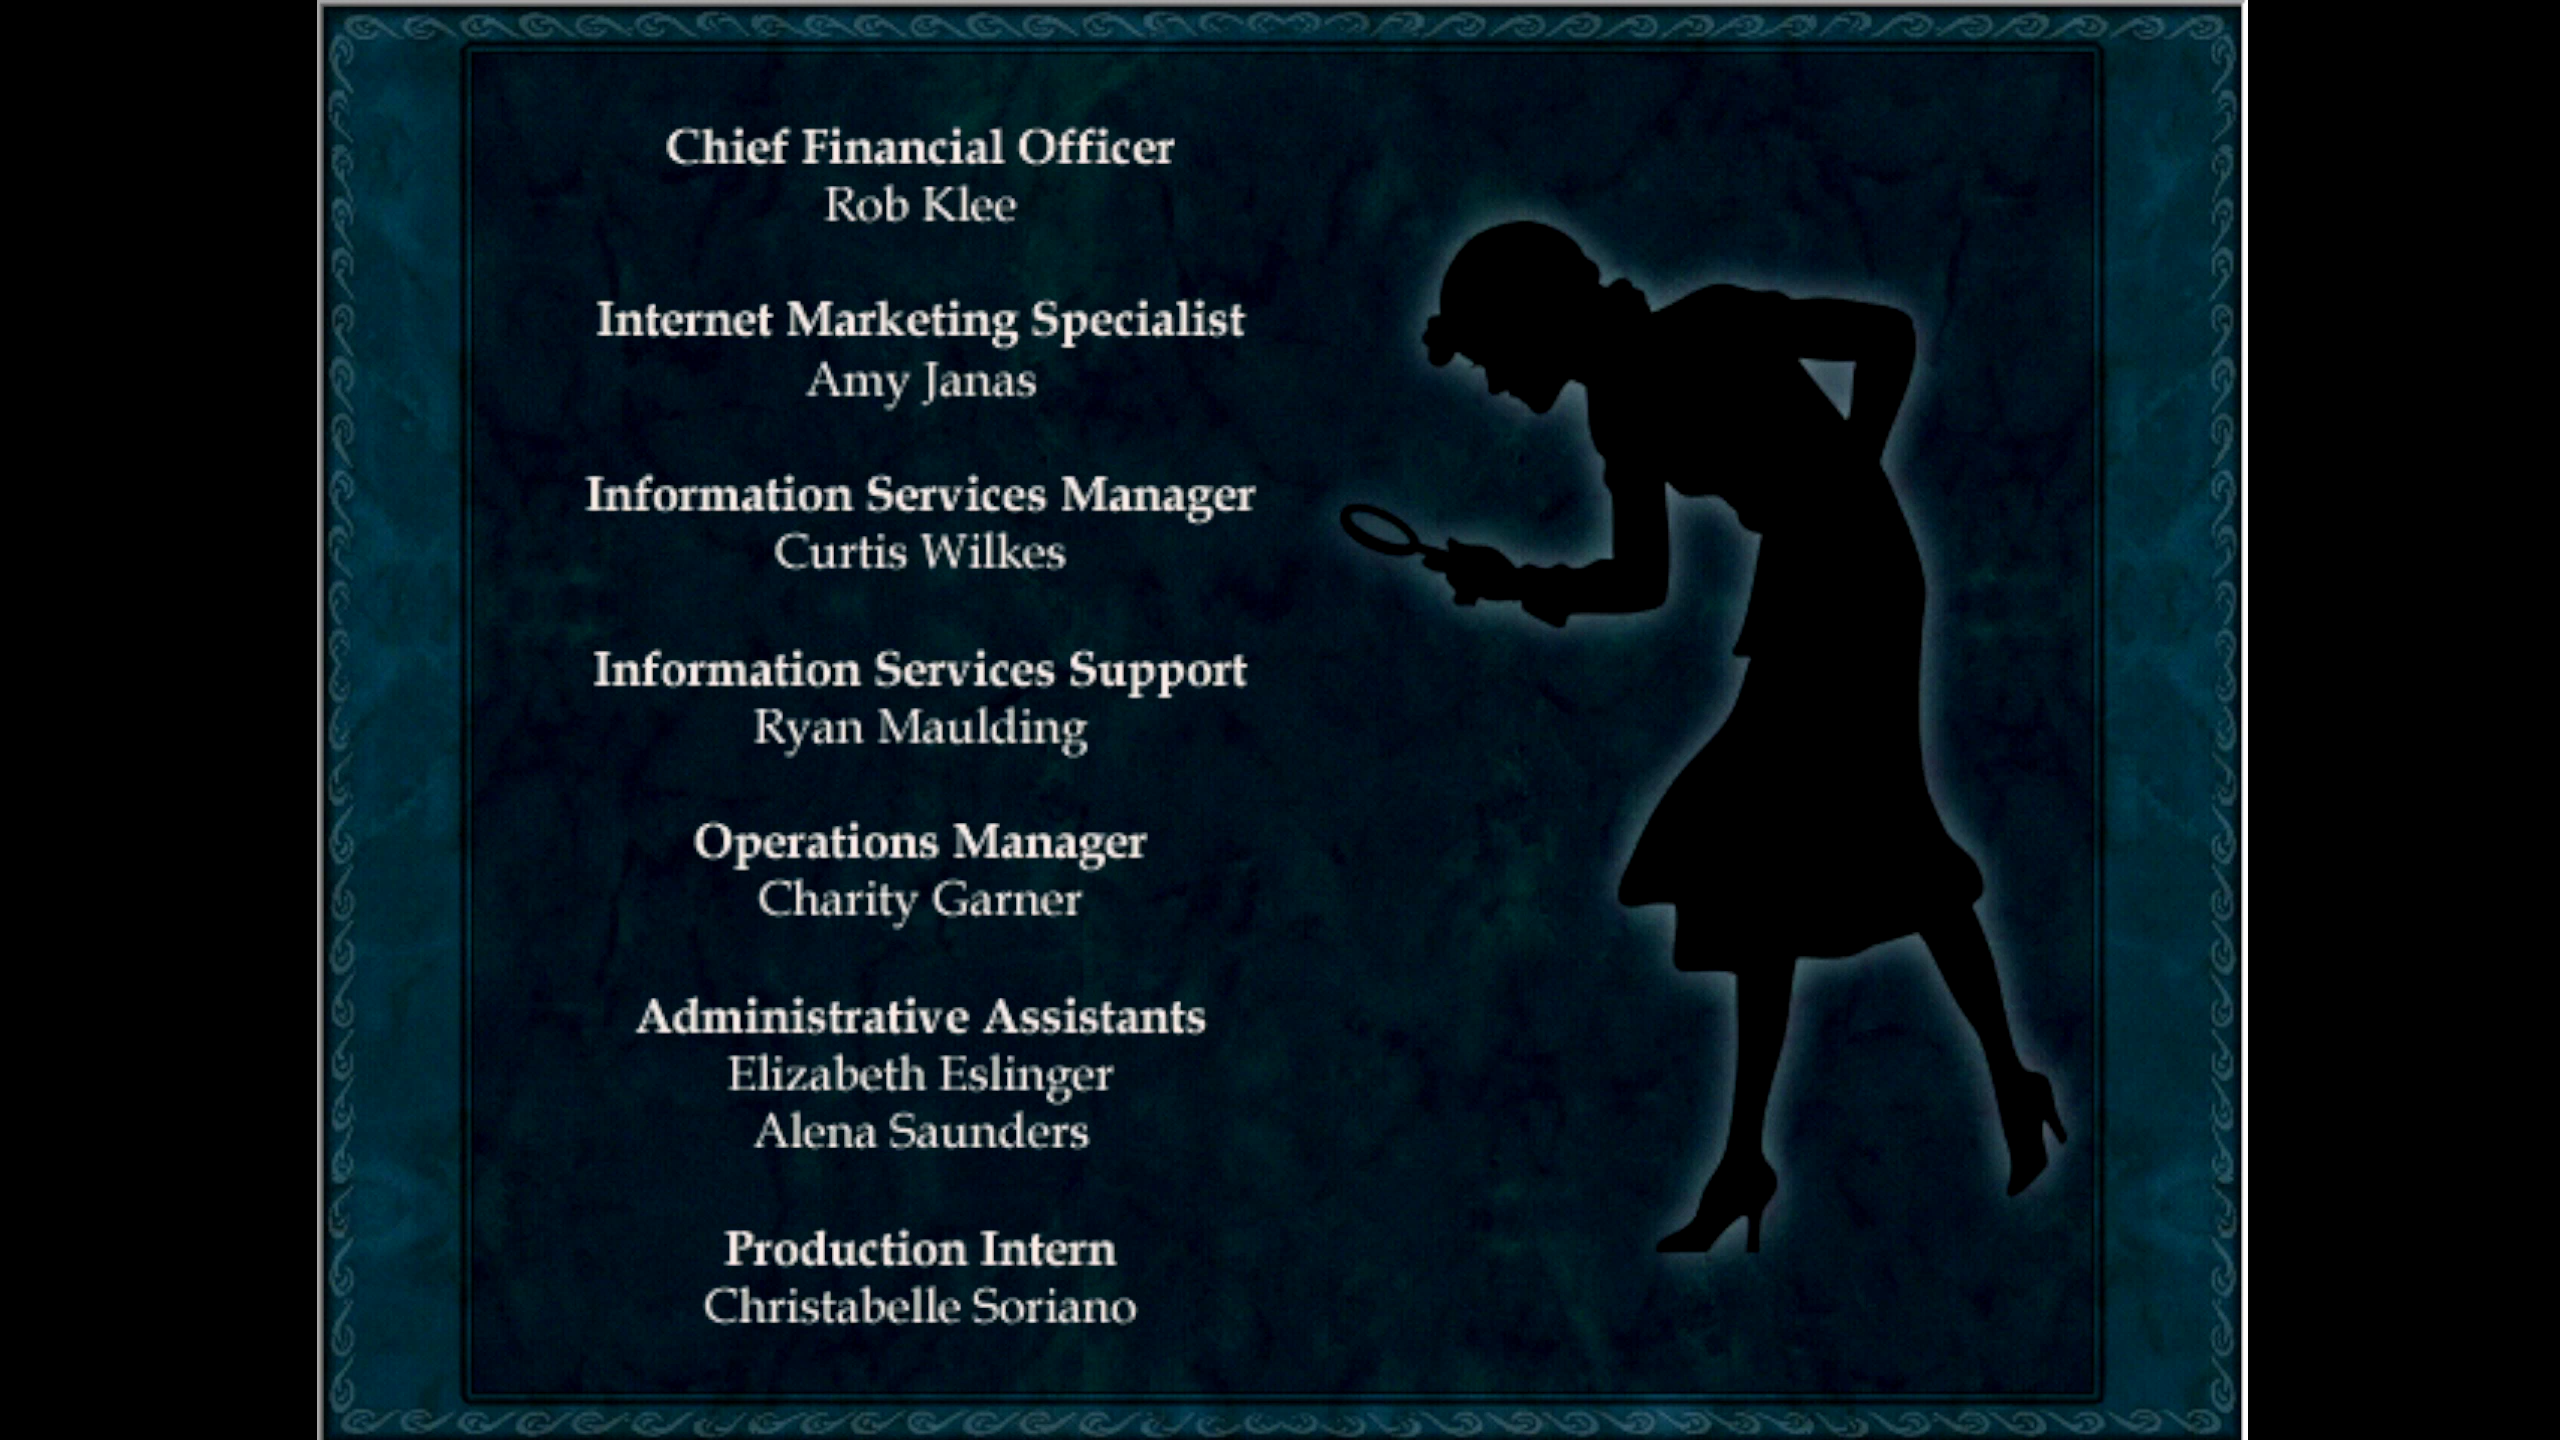 Chief Financial Officer
Rob Klee
Internet Marketing Specialist
Amy Janas
Information Services Manager
Curtis Wilkes
Information Services Support
Ryan Maulding
Operations Manager
Charity Garner
Administrative Assistants
Elizabeth Eslinger
Alena Saunders
Production Intern
Christabelle Soriano